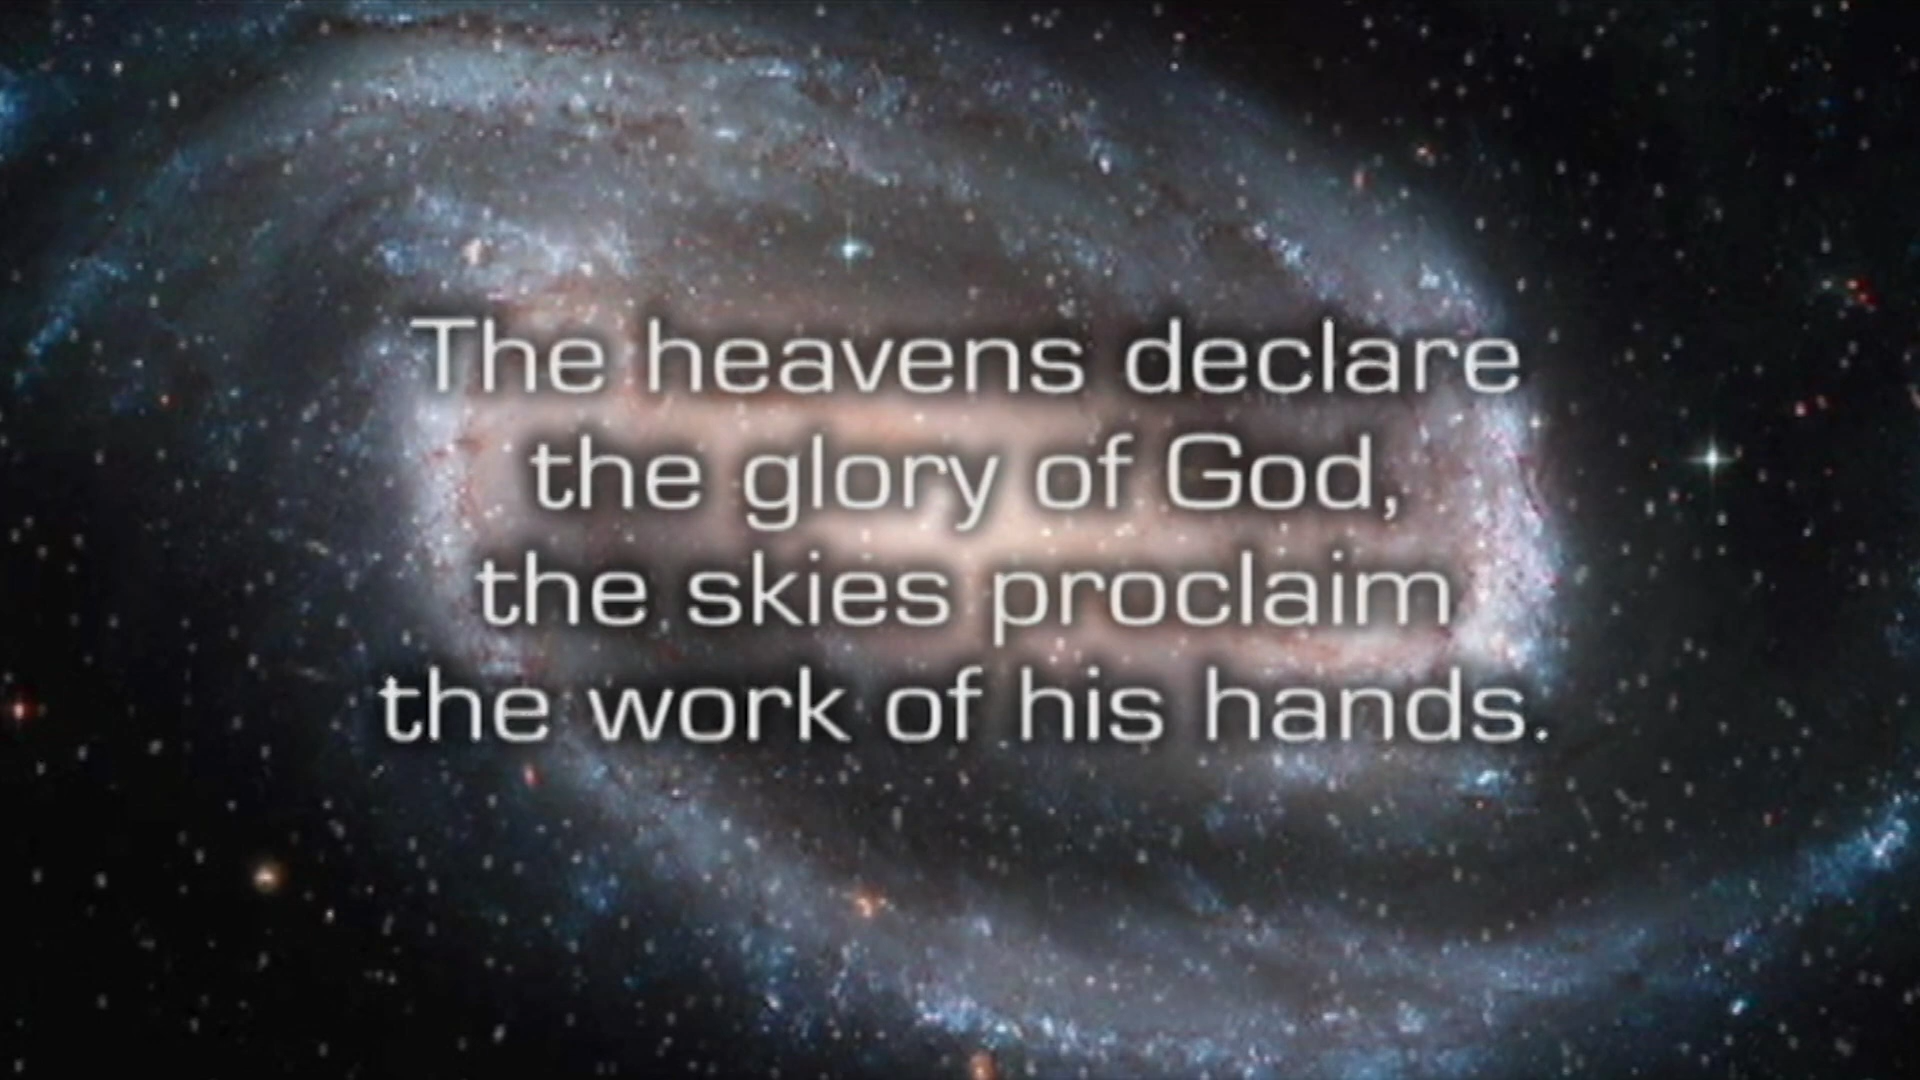 The heavens declare
the glory of God,
the skies proclaim
the work of his hands.